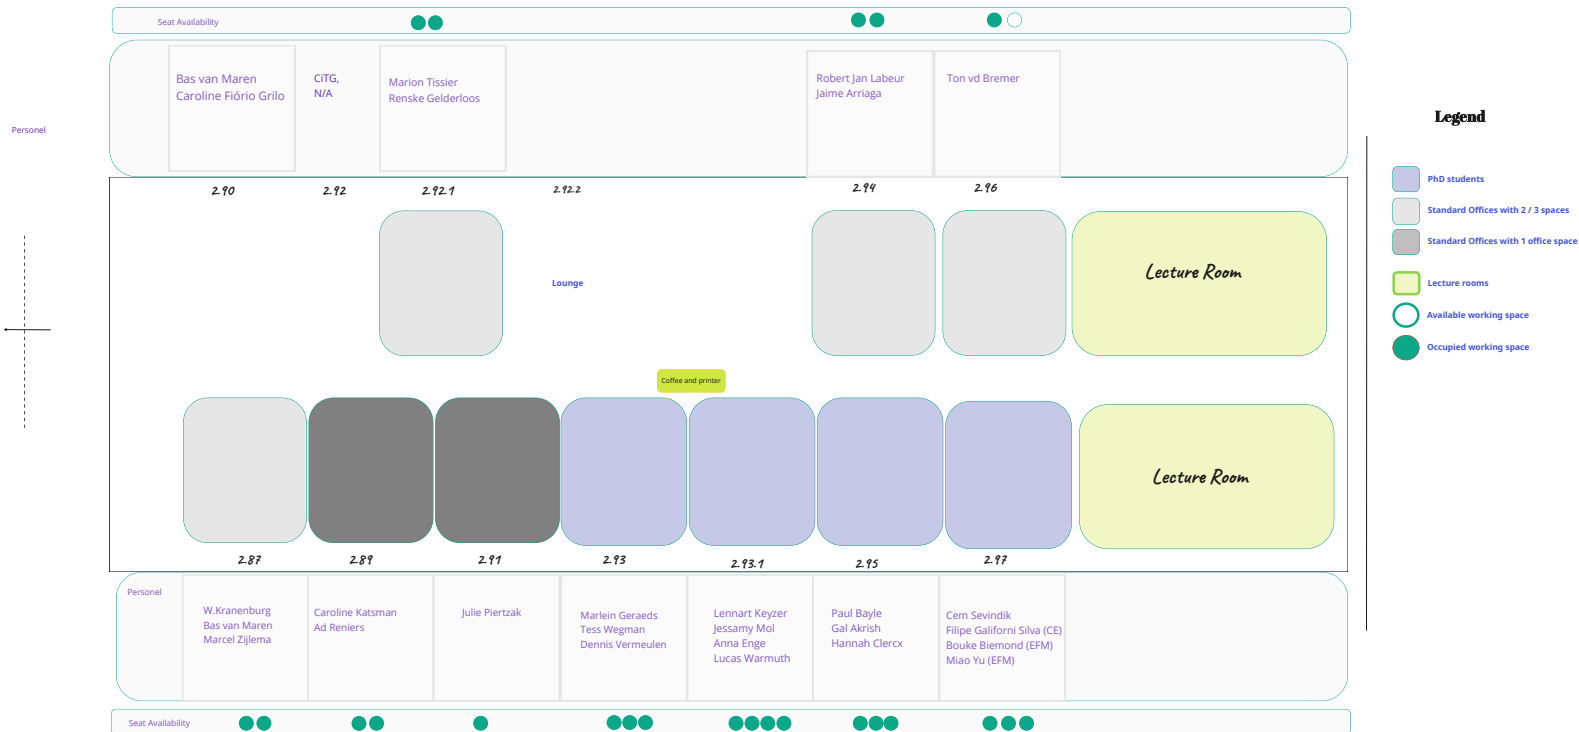 Seat Availability
Bas van Maren
Caroline Fiório Grilo
CiTG,
N/A
Marion Tissier
Renske Gelderloos
Robert Jan Labeur
Jaime Arriaga
Ton vd Bremer
Personel
Legend
PhD students
Standard Offices with 2 / 3 spaces
Standard Offices with 1 office space
Lecture rooms
Available working space
Occupied working space
2.90
2.92
2.92.1
2.92.2
2.94
2.96
Lounge
Lecture Room
Coffee and printer
Lecture Room
2.87
2.89
2.91
2.93
2.93.1
2.95
2.97
Personel
W.Kranenburg
Bas van Maren
Marcel Zijlema
Caroline Katsman
Ad Reniers
Julie Piertzak
Marlein Geraeds
Tess Wegman
Dennis Vermeulen
Lennart Keyzer
Jessamy Mol
Anna Enge
Lucas Warmuth
Paul Bayle
Gal Akrish
Hannah Clercx
Cem Sevindik
Filipe Galiforni Silva (CE)
Bouke Biemond (EFM)
Miao Yu (EFM)
Seat Availability